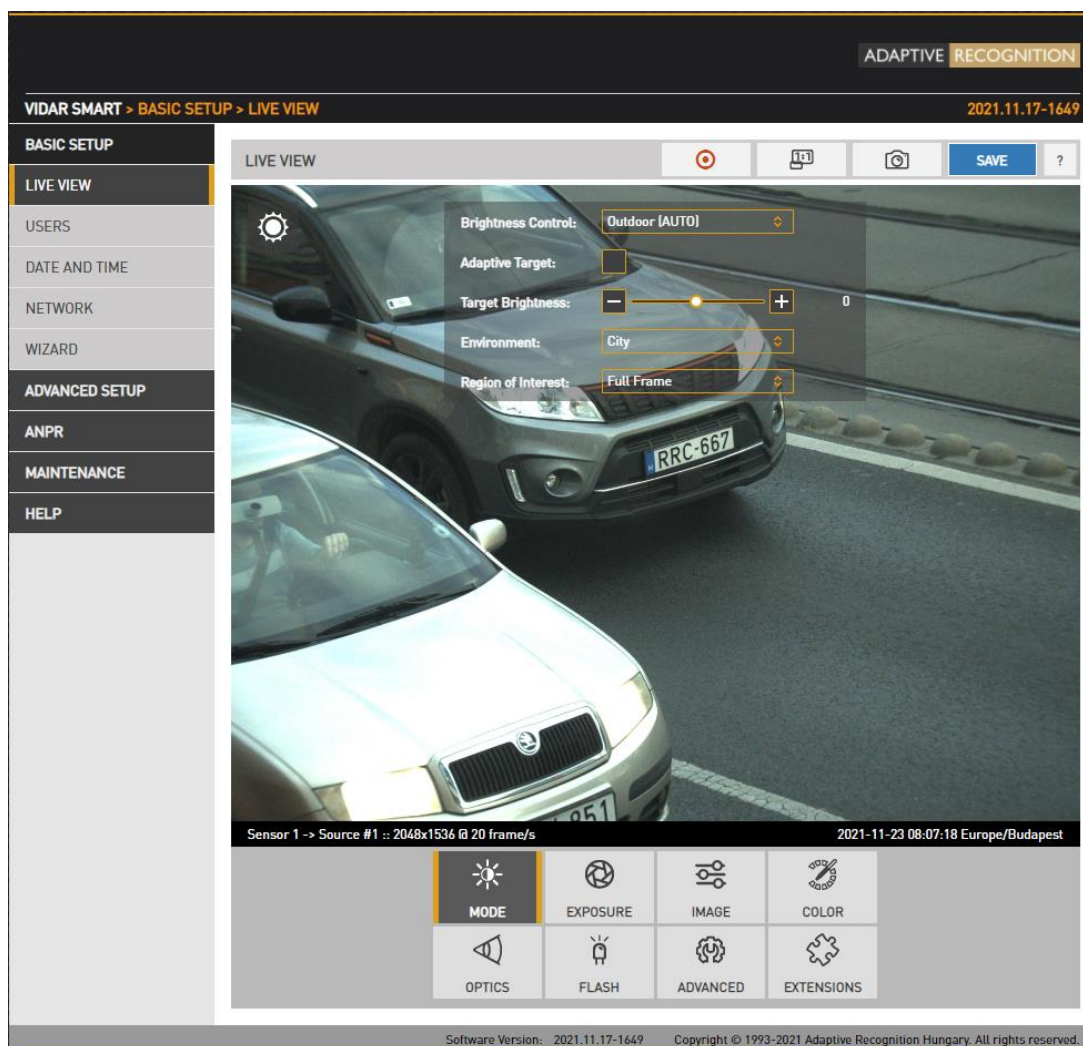 ADAPTIVE RECOGNITION
VIDAR SMART > BASIC SETUP > LIVE VIEW 2021.11.17-1649
BASIC SETUP
LIVE VIEW
USERS
DATE AND TIME
NETWORK
WIZARD
ADVANCED SETUP
ANPR
MAINTENANCE
HELP
LIVE VIEW 1:1 SAVE ?
Brightness Control: Outdoor (AUTO)
Adaptive Target:
Target Brightness: 0
Environment: City
Region of Interest: Full Frame
H RRC-667
851
Sensor 1 -> Source #1 :: 2048x1536 @ 20 frame/s 2021-11-23 08:07:18 Europe/Budapest
MODE EXPOSURE IMAGE COLOR
OPTICS FLASH ADVANCED EXTENSIONS
Software Version: 2021.11.17-1649 Copyright © 1993-2021 Adaptive Recognition Hungary. All rights reserved.